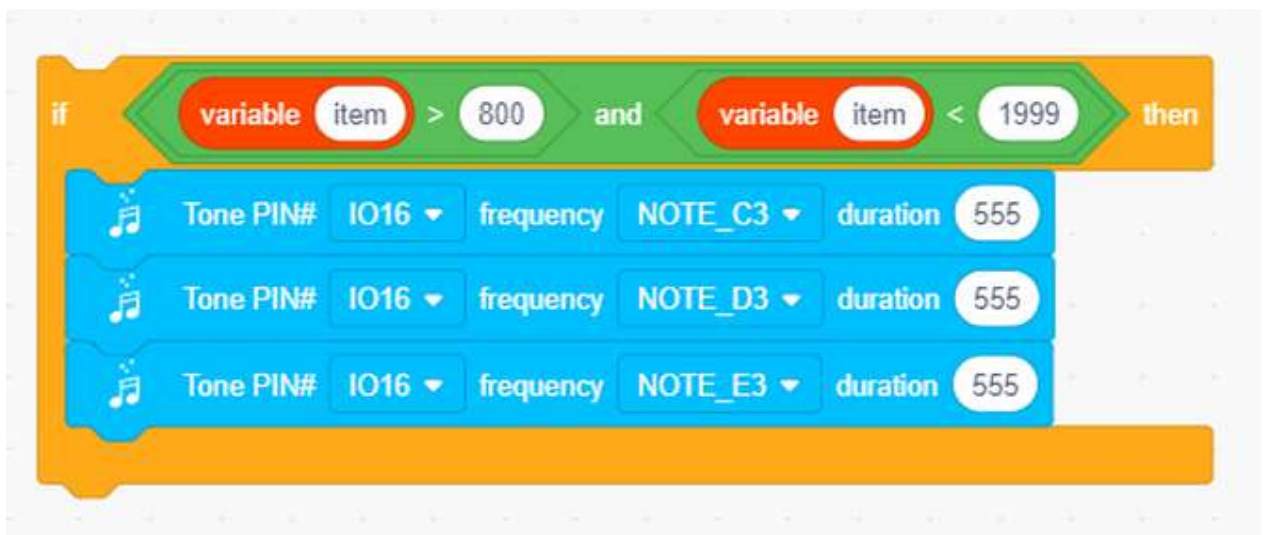 if variable item > 800 and variable item < 1999 then
Tone PIN# IO16 frequency NOTE_C3 duration 555
Tone PIN# IO16 frequency NOTE_D3 duration 555
Tone PIN# IO16 frequency NOTE_E3 duration 555